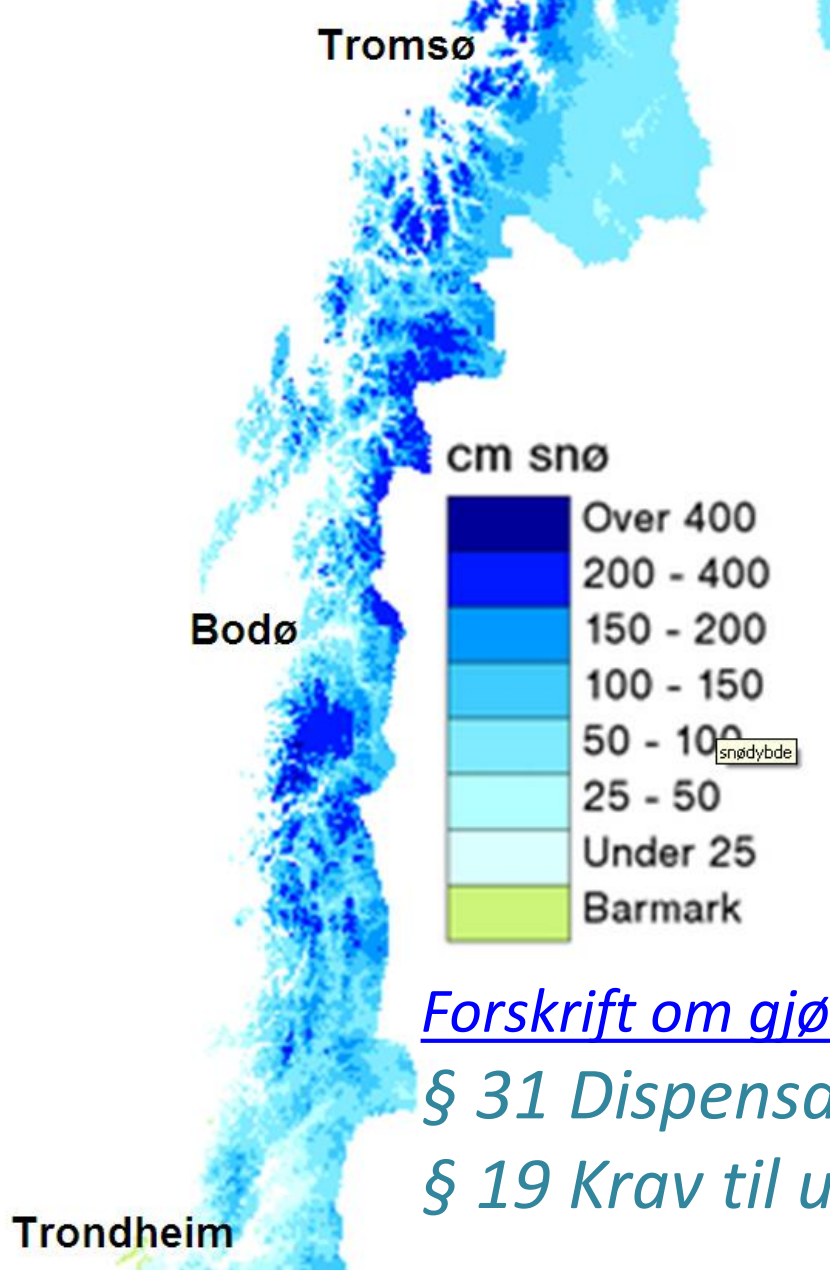 Tromsø
cm snø
Over 400
200 - 400
Bodø
150 - 200
100 - 150
50 - 100
snødybde
25 - 50
Under 25
Barmark
Forskrift om gjø
§ 31 Dispensa
§ 19 Krav til u
Trondheim